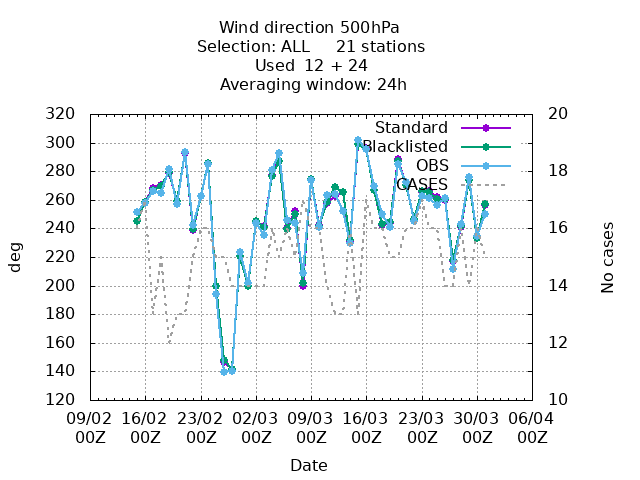 Wind direction 500hPa
Selection: ALL 21 stations
Used 12 + 24
Averaging window: 24h
320
300
280
260
240
220
200
180
160
140
120
deg
20
18
16
14
12
10
No cases
Standard
Blacklisted
OBS
CASES
09/02 16/02 23/02 02/03 09/03 16/03 23/03 30/03 06/04
00Z 00Z 00Z 00Z 00Z 00Z 00Z 00Z 00Z
Date